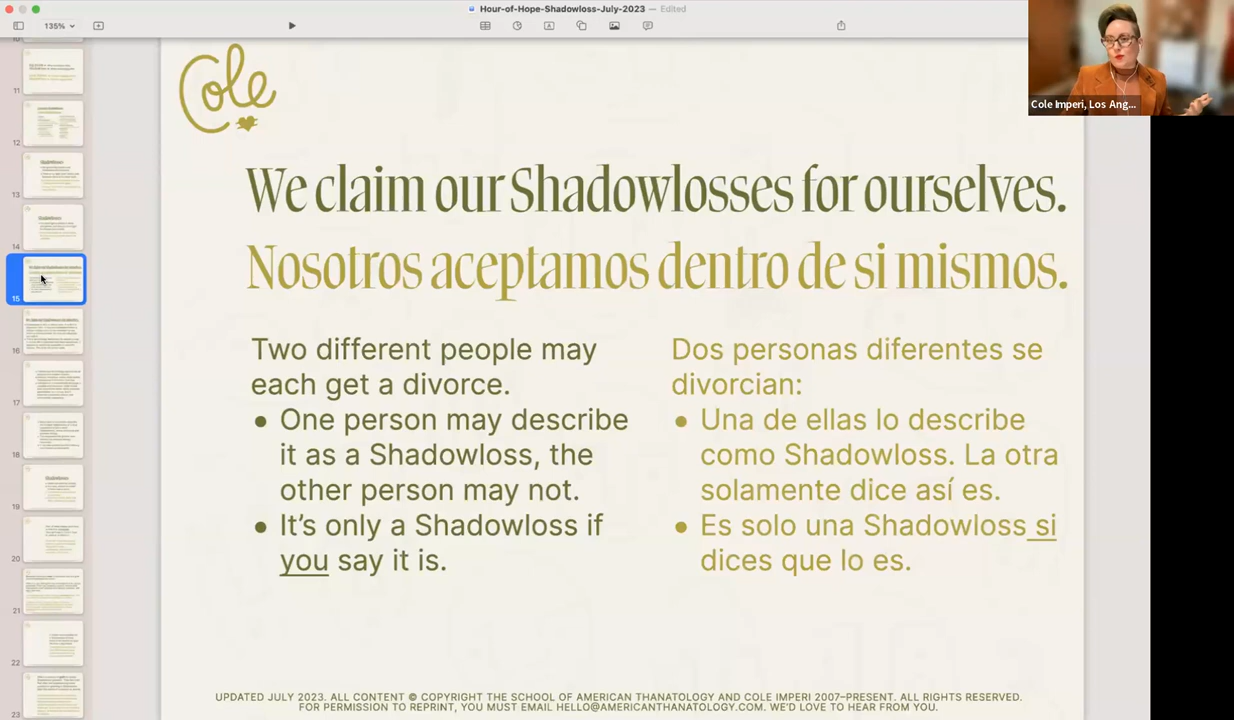 Hour-of-Hope-Shadowloss-July-2023 — Edited
135%
Cole
Cole Imperi, Los Ang...
We claim our Shadowlosses for ourselves.
Nosotros aceptamos dentro de si mismos.
Two different people may
each get a divorce.
● One person may describe
it as a Shadowloss, the
other person may not.
● It's only a Shadowloss if
you say it is.
Dos personas diferentes se
divorcian:
● Una de ellas lo describe
como Shadowloss. La otra
solamente dice así es.
● Es solo una Shadowloss si
dices que lo es.
UPDATED JULY 2023. ALL CONTENT © COPYRIGHT THE SCHOOL OF AMERICAN THANATOLOGY AND COLE IMPERI 2007–PRESENT. ALL RIGHTS RESERVED.
FOR PERMISSION TO REPRINT, YOU MUST EMAIL HELLO@AMERICANTHANATOLOGY.COM. WE'D LOVE TO HEAR FROM YOU.
11
12
13
14
15
16
17
18
19
20
21
22
23